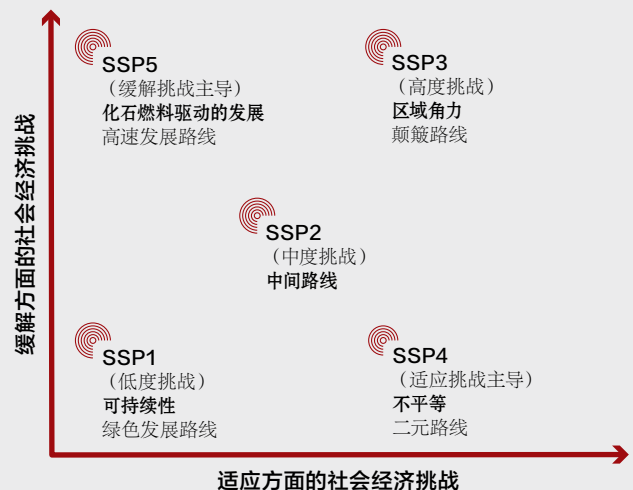 SSP5
（缓解挑战主导）
化石燃料驱动的发展
高速发展路线
SSP3
（高度挑战）
区域角力
颠簸路线
缓解方面的社会经济挑战
SSP2
（中度挑战）
中间路线
SSP1
（低度挑战）
可持续性
绿色发展路线
SSP4
（适应挑战主导）
不平等
二元路线
适应方面的社会经济挑战